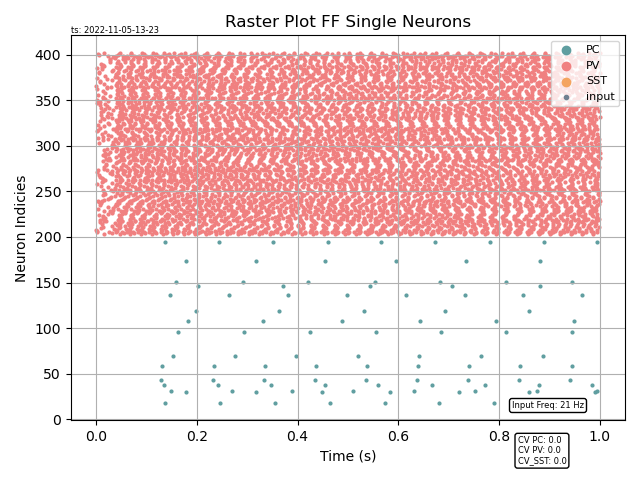 Raster Plot FF Single Neurons
ts: 2022-11-05-13-23
PC
PV
SST
input
Neuron Indicies
400
350
300
250
200
150
100
50
0
Input Freq: 21 Hz
0.0 0.2 0.4 0.6 0.8 1.0
Time (s)
CV PC: 0.0
CV PV: 0.0
CV_SST: 0.0